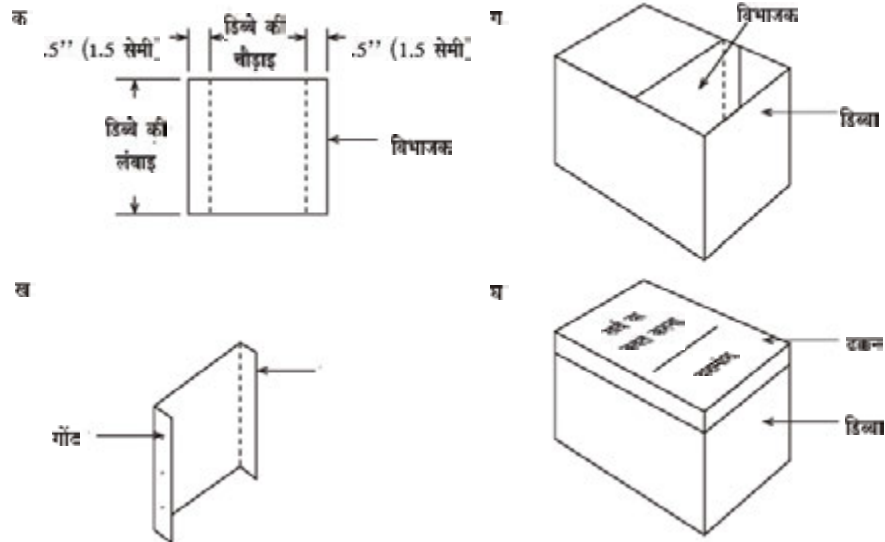 क
.5’’ (1.5 सेमी
डिब्बे की
चौड़ाइ
.5’’ (1.5 सेमी
डिब्बे की
लंबाइ
विभाजक
ख
गोंद
ग
विभाजक
डिब्बा
घ
ढक्कन
डिब्बा